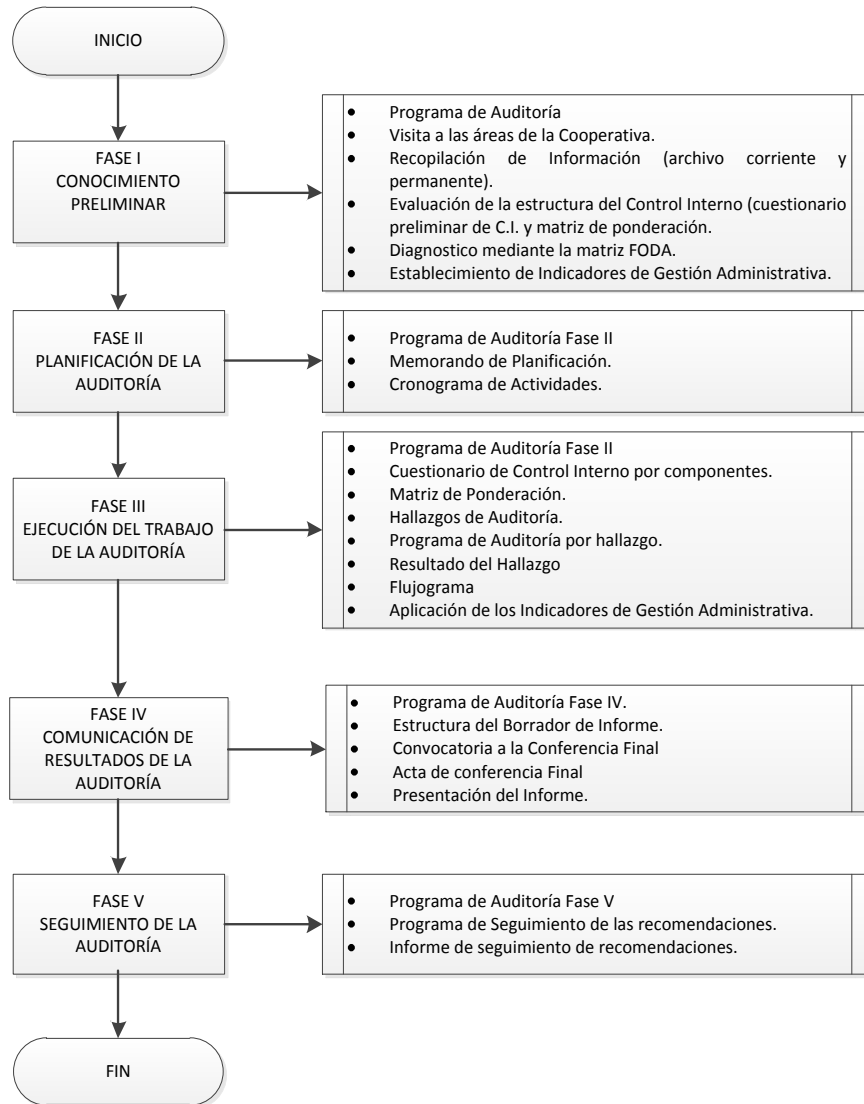 INICIO
FASE I
CONOCIMIENTO
PRELIMINAR
• Programa de Auditoría
• Visita a las áreas de la Cooperativa.
• Recopilación de Información (archivo corriente y
permanente).
• Evaluación de la estructura del Control Interno (cuestionario
preliminar de C.I. y matriz de ponderación.
• Diagnostico mediante la matriz FODA.
• Establecimiento de Indicadores de Gestión Administrativa.
FASE II
PLANIFICACIÓN DE LA
AUDITORÍA
• Programa de Auditoría Fase II
• Memorando de Planificación.
• Cronograma de Actividades.
FASE III
EJECUCIÓN DEL TRABAJO
DE LA AUDITORÍA
• Programa de Auditoría Fase II
• Cuestionario de Control Interno por componentes.
• Matriz de Ponderación.
• Hallazgos de Auditoría.
• Programa de Auditoría por hallazgo.
• Resultado del Hallazgo
• Flujograma
• Aplicación de los Indicadores de Gestión Administrativa.
FASE IV
COMUNICACIÓN DE
RESULTADOS DE LA
AUDITORÍA
• Programa de Auditoría Fase IV.
• Estructura del Borrador de Informe.
• Convocatoria a la Conferencia Final
• Acta de conferencia Final
• Presentación del Informe.
FASE V
SEGUIMIENTO DE LA
AUDITORÍA
• Programa de Auditoría Fase V
• Programa de Seguimiento de las recomendaciones.
• Informe de seguimiento de recomendaciones.
FIN